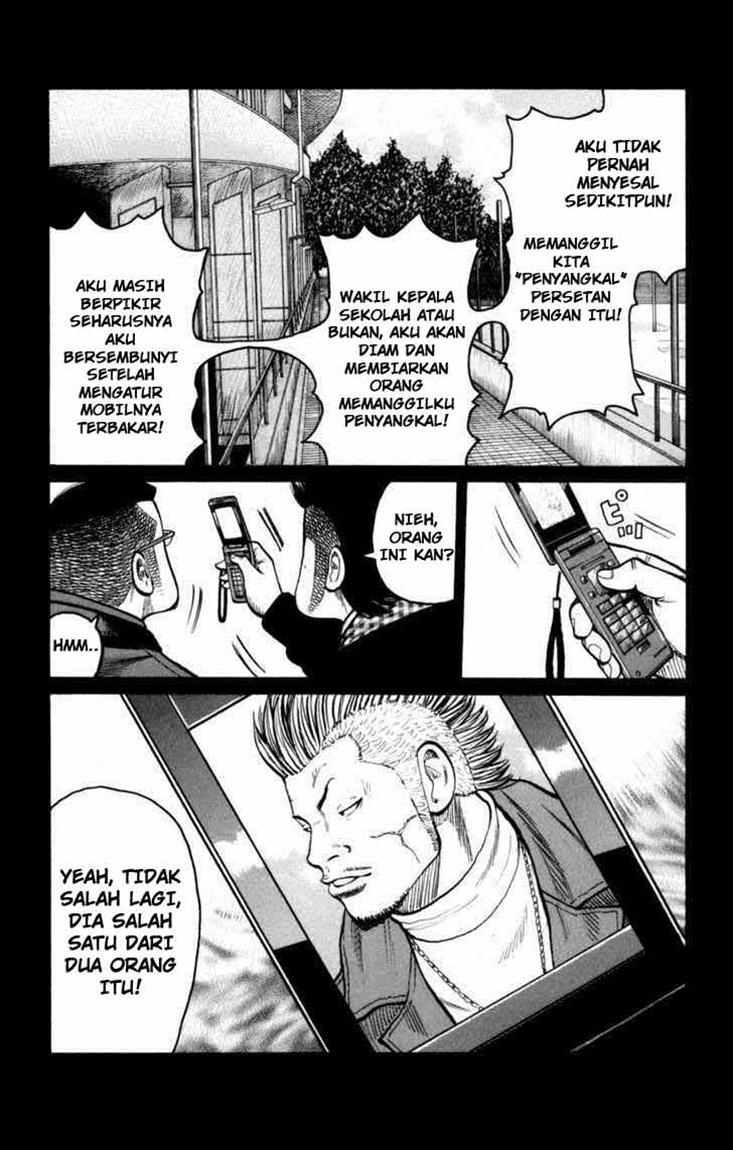 AKU TIDAK
PERNAH
MENYESAL
SEDIKITPUN!
MEMANGGIL
KITA
"PENYANGKAL"
PERSETAN
DENGAN ITU!
WAKIL KEPALA
SEKOLAH ATAU
BUKAN, AKU AKAN
DIAM DAN
MEMBIARKAN
ORANG
MEMANGGILKU
PENYANGKAL!
AKU MASIH
BERPIKIR
SEHARUSNYA
AKU
BERSEMBUNYI
SETELAH
MENGATUR
MOBILNYA
TERBAKAR!
ピッ
NIEH,
ORANG
INI KAN?
HMM..
YEAH, TIDAK
SALAH LAGI,
DIA SALAH
SATU DARI
DUA ORANG
ITU!